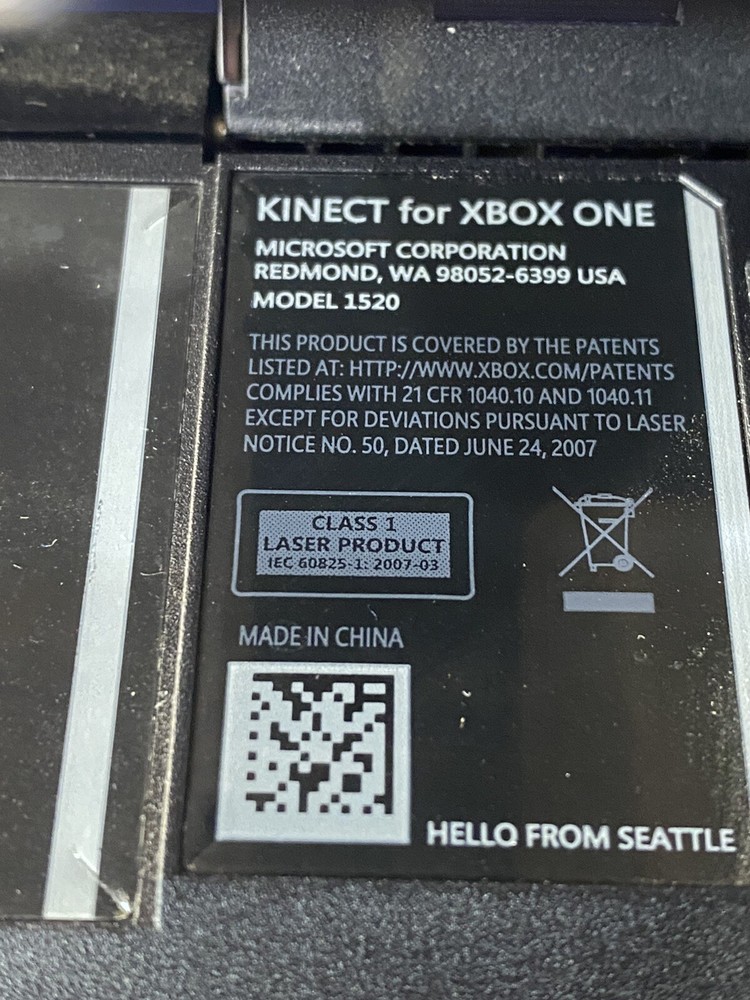 KINECT for XBOX ONE
MICROSOFT CORPORATION
REDMOND, WA 98052-6399 USA
MODEL 1520
THIS PRODUCT IS COVERED BY THE PATENTS
LISTED AT: HTTP://WWW.XBOX.COM/PATENTS
COMPLIES WITH 21 CFR 1040.10 AND 1040.11
EXCEPT FOR DEVIATIONS PURSUANT TO LASER
NOTICE NO. 50, DATED JUNE 24, 2007
CLASS 1
LASER PRODUCT
IEC 60825-1: 2007-03
MADE IN CHINA
HELLO FROM SEATTLE